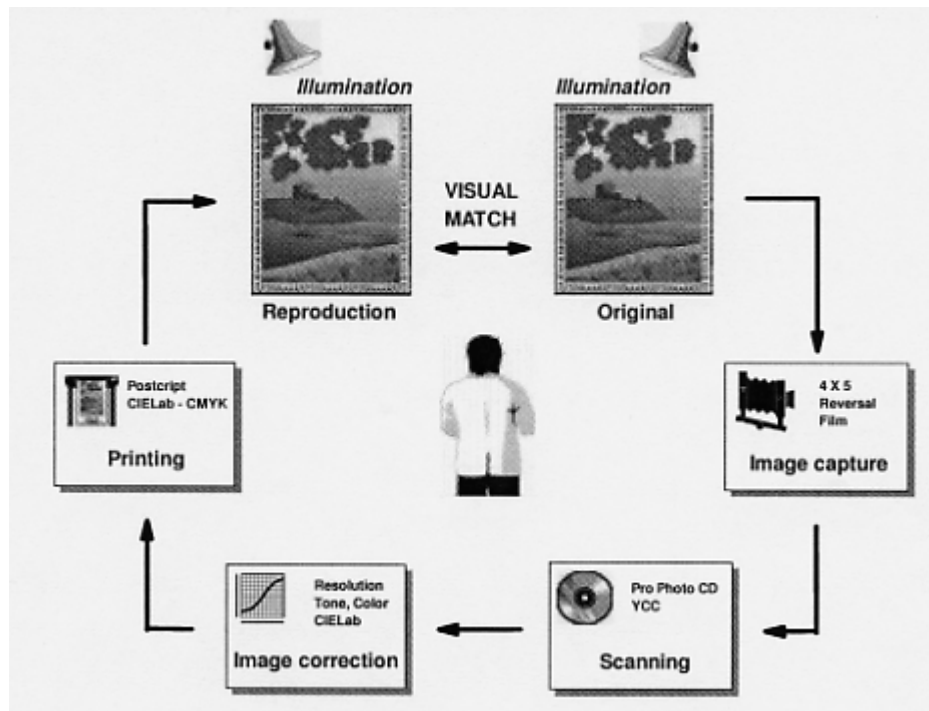 Illumination
Illumination
VISUAL
MATCH
Reproduction
Original
Postcript
CIELab - CMYK
Printing
4 X 5
Reversal
Film
Image capture
Resolution
Tone, Color
CIELab
Image correction
Pro Photo CD
YCC
Scanning